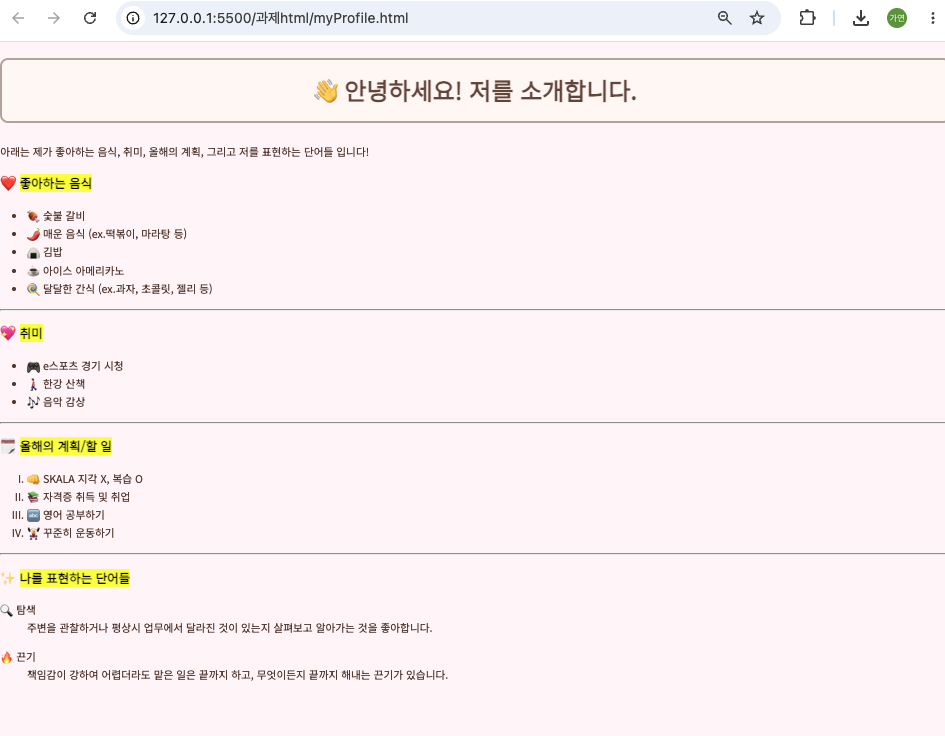 127.0.0.1:5500/과제html/myProfile.html
가연
👋 안녕하세요! 저를 소개합니다.
아래는 제가 좋아하는 음식, 취미, 올해의 계획, 그리고 저를 표현하는 단어들 입니다!
❤️ 좋아하는 음식
• 🍖 숯불 갈비
• 🌶️ 매운 음식 (ex.떡볶이, 마라탕 등)
• 🍙 김밥
• ☕ 아이스 아메리카노
• 🍭 달달한 간식 (ex.과자, 초콜릿, 젤리 등)
💖 취미
• 🎮 e스포츠 경기 시청
• 🚶 한강 산책
• 🎶 음악 감상
🗓️ 올해의 계획/할 일
I. 👊 SKALA 지각 X, 복습 O
II. 📚 자격증 취득 및 취업
III. 🔤 영어 공부하기
IV. 🏋️ 꾸준히 운동하기
✨ 나를 표현하는 단어들
🔍 탐색
주변을 관찰하거나 평상시 업무에서 달라진 것이 있는지 살펴보고 알아가는 것을 좋아합니다.
🔥 끈기
책임감이 강하여 어렵더라도 맡은 일은 끝까지 하고, 무엇이든지 끝까지 해내는 끈기가 있습니다.